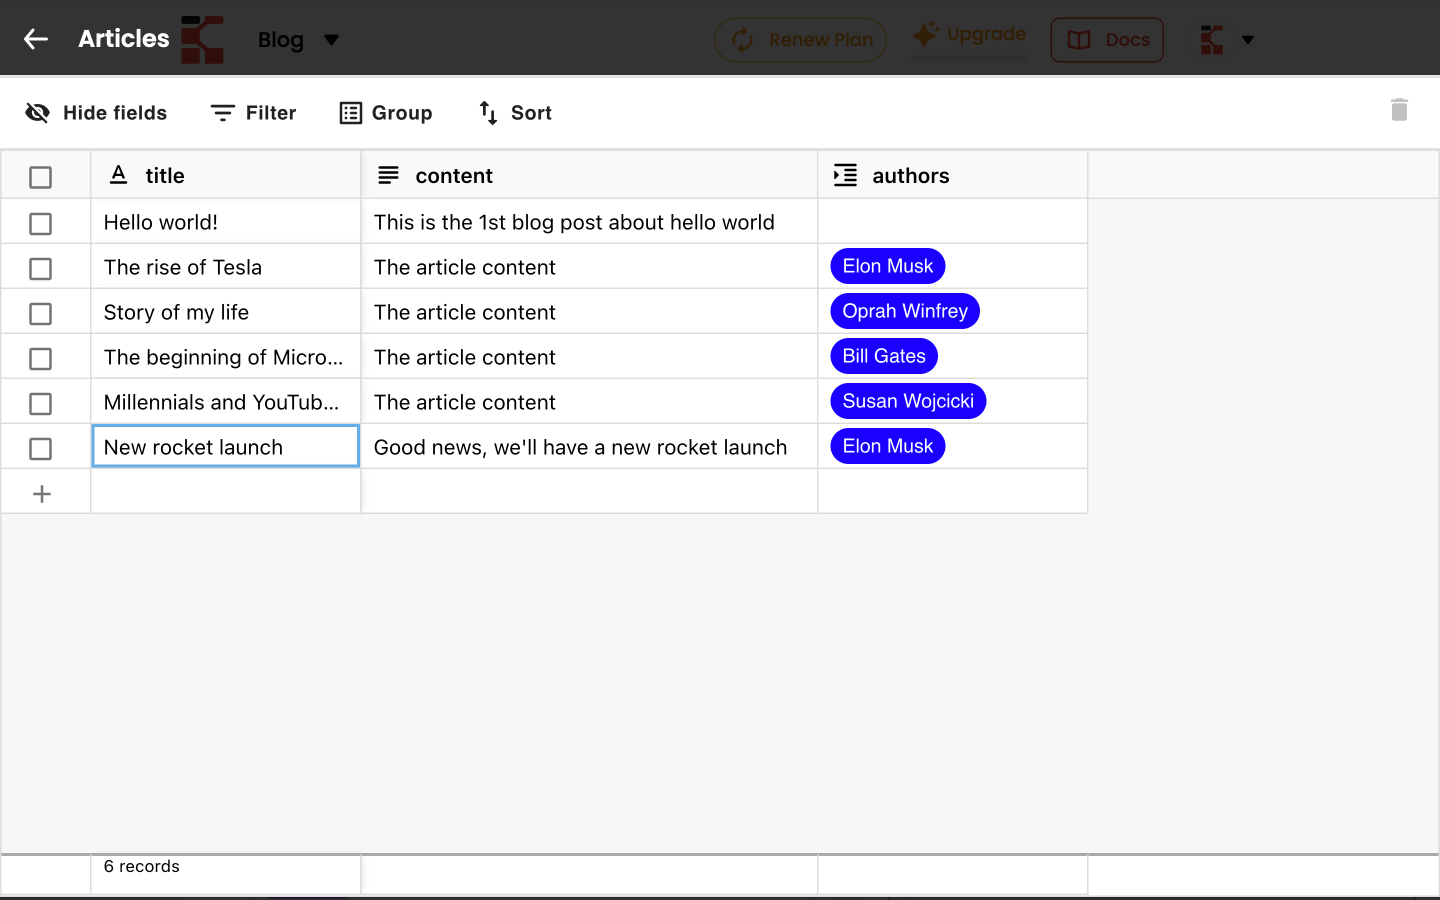 Articles Blog Renew Plan Upgrade Docs
Hide fields Filter Group Sort
title content authors
Hello world! This is the 1st blog post about hello world
The rise of Tesla The article content Elon Musk
Story of my life The article content Oprah Winfrey
The beginning of Micro... The article content Bill Gates
Millennials and YouTub... The article content Susan Wojcicki
New rocket launch Good news, we'll have a new rocket launch Elon Musk
6 records